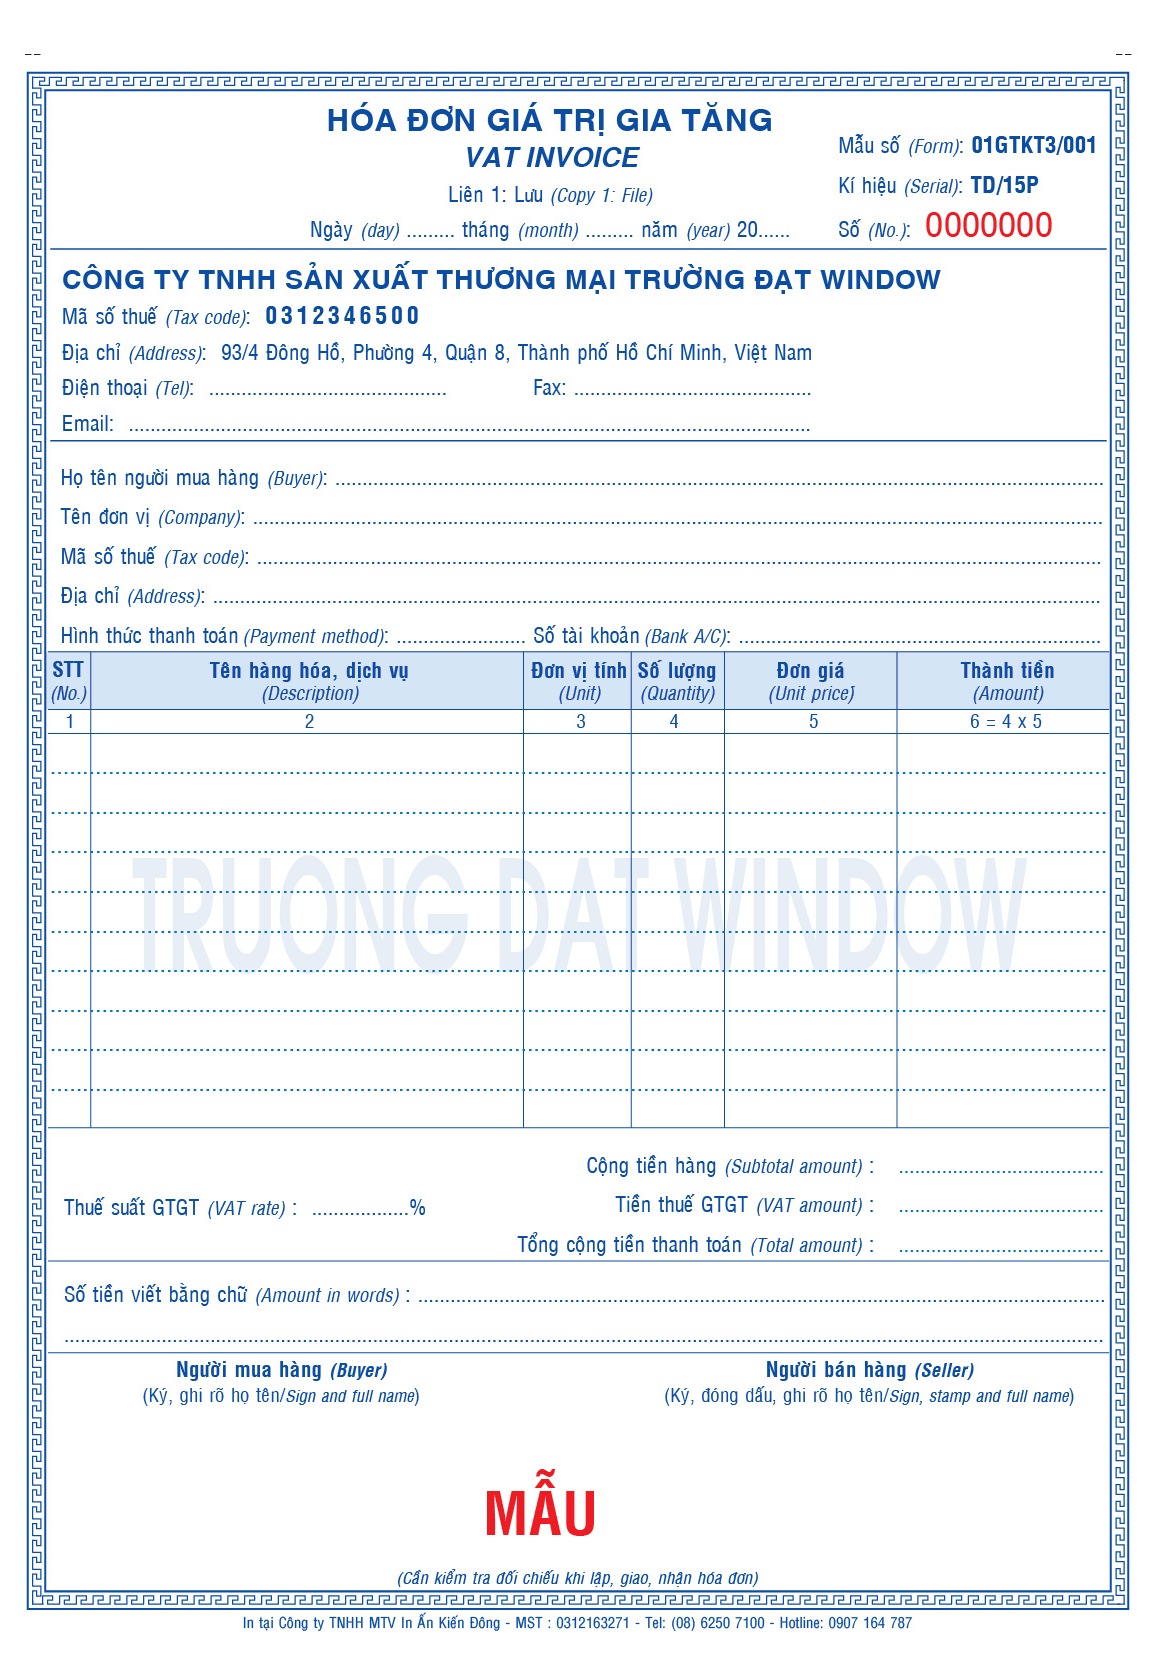 HÓA ĐƠN GIÁ TRỊ GIA TĂNG
VAT INVOICE
Liên 1: Lưu (Copy 1: File)
Ngày (day) ......... tháng (month) ......... năm (year) 20......
Mẫu số (Form): 01GTKT3/001
Kí hiệu (Serial): TD/15P
Số (No.): 0000000
CÔNG TY TNHH SẢN XUẤT THƯƠNG MẠI TRƯỜNG ĐẠT WINDOW
Mã số thuế (Tax code): 0312346500
Địa chỉ (Address): 93/4 Đông Hồ, Phường 4, Quận 8, Thành phố Hồ Chí Minh, Việt Nam
Điện thoại (Tel): ............................................ Fax: ............................................
Email: ................................................................................
Họ tên người mua hàng (Buyer): ................................................................................
Tên đơn vị (Company): ................................................................................
Mã số thuế (Tax code): ................................................................................
Địa chỉ (Address): ................................................................................
Hình thức thanh toán (Payment method): ........................ Số tài khoản (Bank A/C): ................................................................
STT Tên hàng hóa, dịch vụ Đơn vị tính Số lượng Đơn giá Thành tiền
(No.) (Description) (Unit) (Quantity) (Unit price) (Amount)
1 2 3 4 5 6 = 4 x 5
TRUONG DAT WINDOW
Cộng tiền hàng (Subtotal amount) : ......................................
Thuế suất GTGT (VAT rate) : ..................% Tiền thuế GTGT (VAT amount) : ......................................
Tổng cộng tiền thanh toán (Total amount) : ......................................
Số tiền viết bằng chữ (Amount in words) : ................................................................................
................................................................................
Người mua hàng (Buyer) Người bán hàng (Seller)
(Ký, ghi rõ họ tên/Sign and full name) (Ký, đóng dấu, ghi rõ họ tên/Sign, stamp and full name)
MẪU
(Cần kiểm tra đối chiếu khi lập, giao, nhận hóa đơn)
In tại Công ty TNHH MTV In Ấn Kiến Đông - MST : 0312163271 - Tel: (08) 6250 7100 - Hotline: 0907 164 787